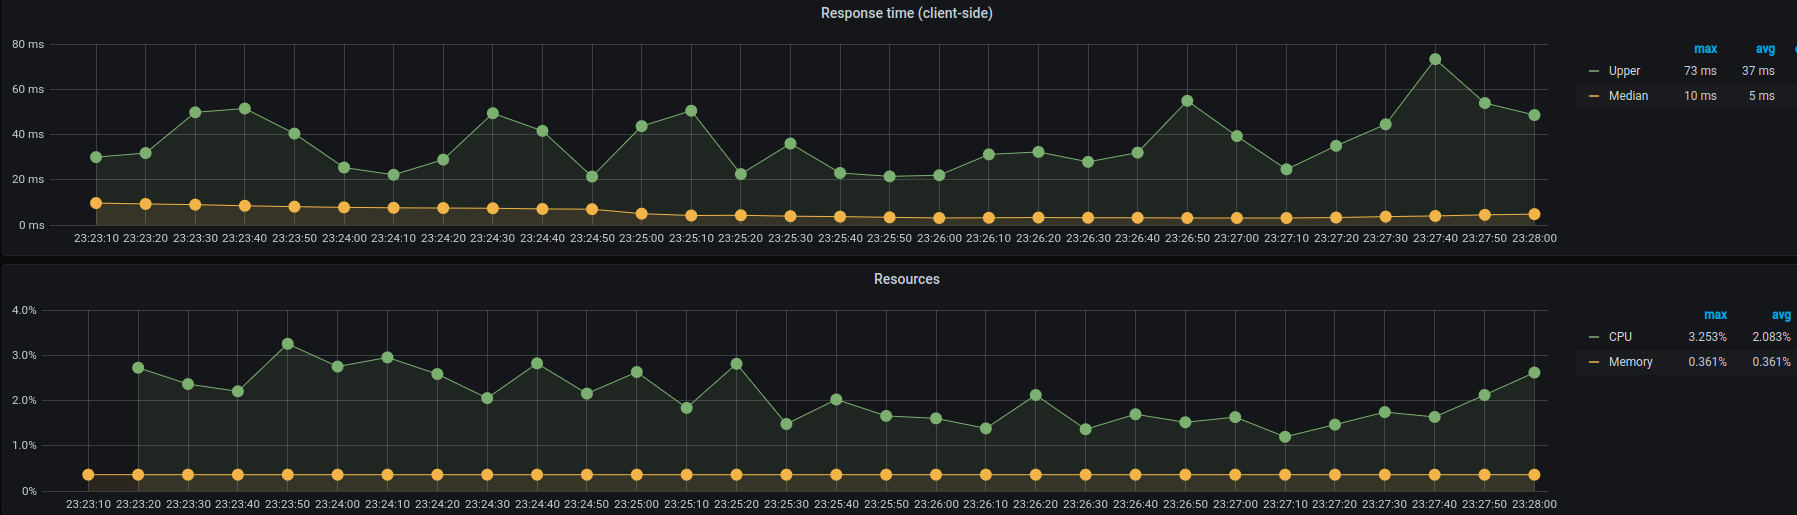 Response time (client-side)
80 ms
60 ms
40 ms
20 ms
0 ms
23:23:10 23:23:20 23:23:30 23:23:40 23:23:50 23:24:00 23:24:10 23:24:20 23:24:30 23:24:40 23:24:50 23:25:00 23:25:10 23:25:20 23:25:30 23:25:40 23:25:50 23:26:00 23:26:10 23:26:20 23:26:30 23:26:40 23:26:50 23:27:00 23:27:10 23:27:20 23:27:30 23:27:40 23:27:50 23:28:00
max avg
Upper 73 ms 37 ms
Median 10 ms 5 ms
Resources
4.0%
3.0%
2.0%
1.0%
0%
23:23:10 23:23:20 23:23:30 23:23:40 23:23:50 23:24:00 23:24:10 23:24:20 23:24:30 23:24:40 23:24:50 23:25:00 23:25:10 23:25:20 23:25:30 23:25:40 23:25:50 23:26:00 23:26:10 23:26:20 23:26:30 23:26:40 23:26:50 23:27:00 23:27:10 23:27:20 23:27:30 23:27:40 23:27:50 23:28:00
max avg
CPU 3.253% 2.083%
Memory 0.361% 0.361%